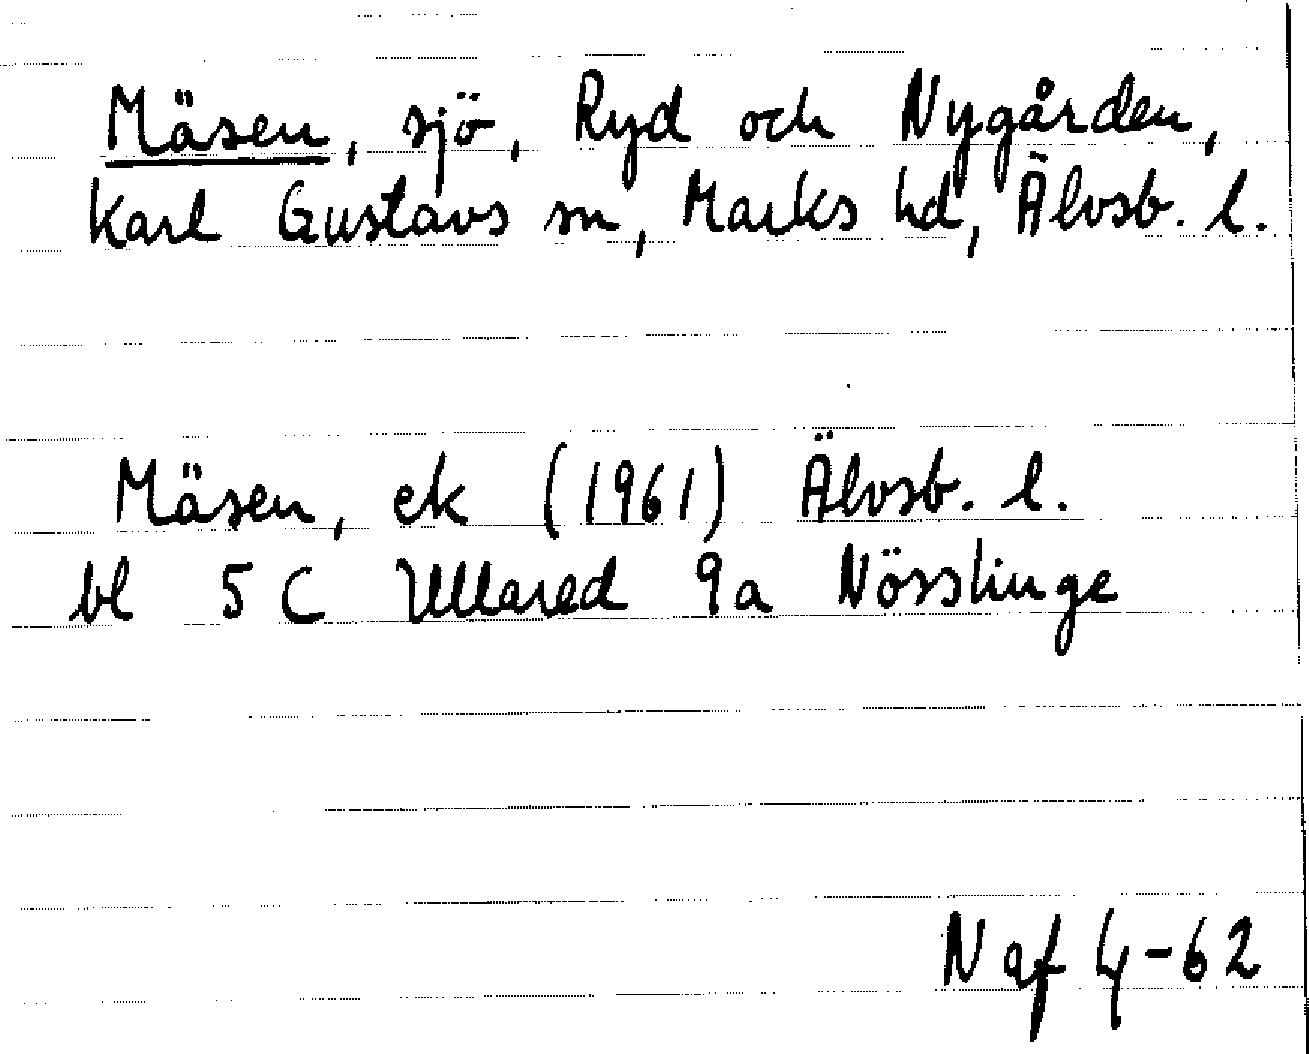 Mäsen, sjö, Ryd och Nygården,
Karl Gustavs sn, Marks hd, Älvsb. l.
Mäsen, ek (1961) Älvsb. l.
bl 5 C Ullared 9a Nösslinge
N af 4-62